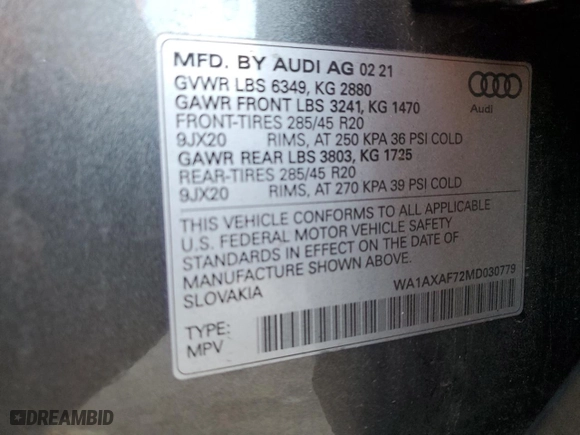 MFD. BY AUDI AG 02 21
GVWR LBS 6349, KG 2880
GAWR FRONT LBS 3241, KG 1470
FRONT-TIRES 285/45 R20
9JX20 RIMS, AT 250 KPA 36 PSI COLD
GAWR REAR LBS 3803, KG 1725
REAR-TIRES 285/45 R20
9JX20 RIMS, AT 270 KPA 39 PSI COLD
Audi
THIS VEHICLE CONFORMS TO ALL APPLICABLE
U.S. FEDERAL MOTOR VEHICLE SAFETY
STANDARDS IN EFFECT ON THE DATE OF
MANUFACTURE SHOWN ABOVE.
SLOVAKIA
WA1AXAF72MD030779
TYPE:
MPV
DREAMBID